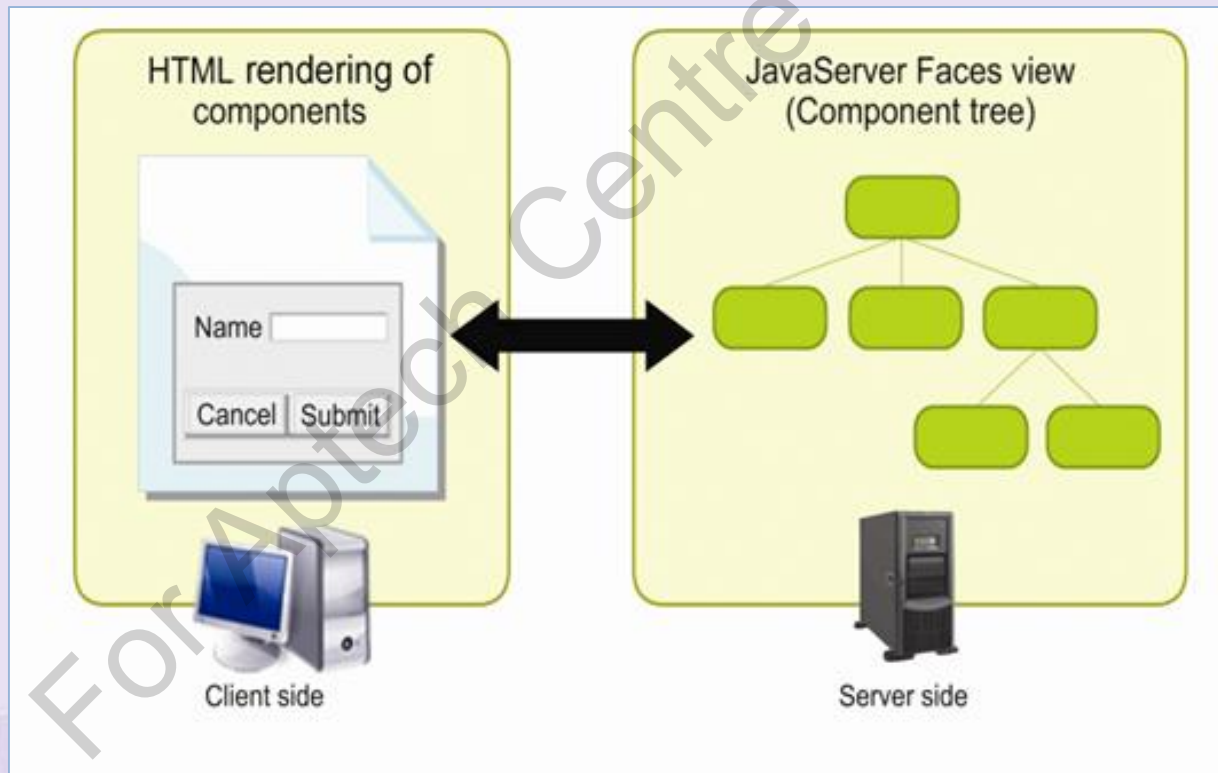 HTML rendering of
components
Name
Cancel Submit
Client side
JavaServer Faces view
(Component tree)
Server side
For Aptech Centre